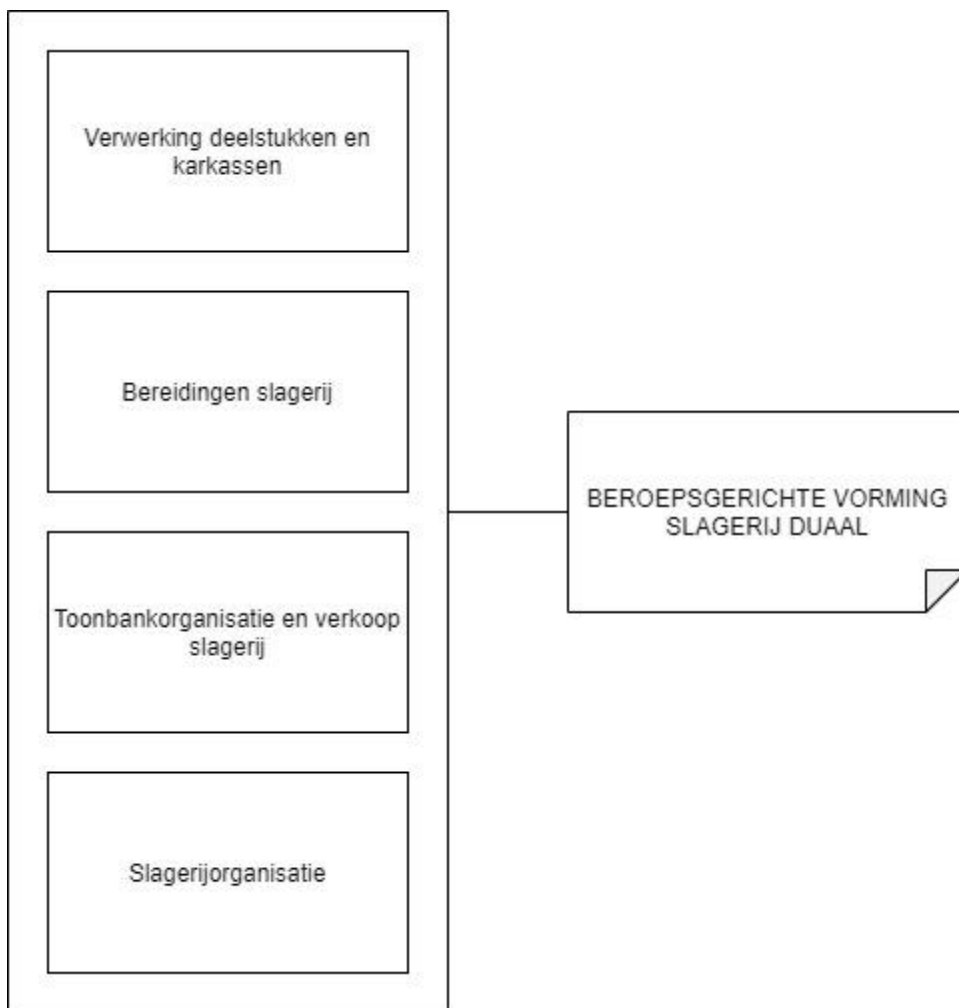 Verwerking deelstukken en
karkassen
Bereidingen slagerij
Toonbankorganisatie en verkoop
slagerij
Slagerijorganisatie
BEROEPSGERICHTE VORMING
SLAGERIJ DUAAL